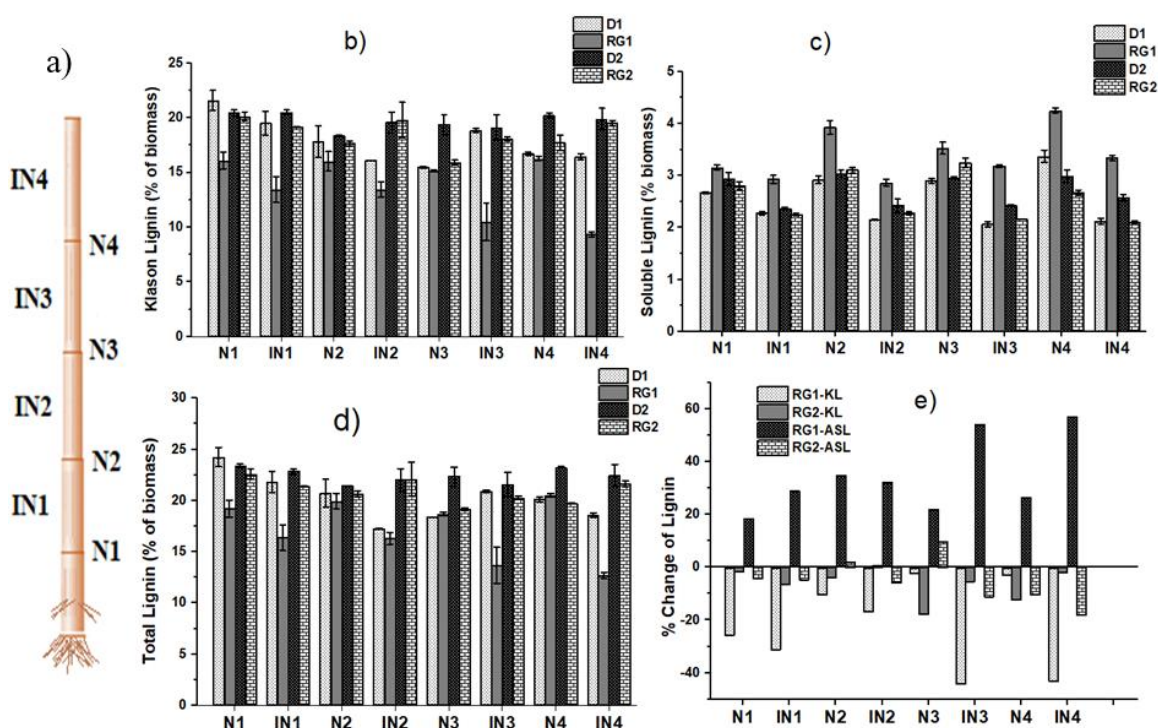 a)
IN4
N4
IN3
N3
IN2
N2
IN1
N1
b)
D1
RG1
D2
RG2
Klason Lignin (% of biomass)
25
20
15
10
5
0
N1 IN1 N2 IN2 N3 IN3 N4 IN4
c)
D1
RG1
D2
RG2
Soluble Lignin (% biomass)
5
4
3
2
1
0
N1 IN1 N2 IN2 N3 IN3 N4 IN4
d)
D1
RG1
D2
RG2
Total Lignin (% of biomass)
30
25
20
15
10
5
0
N1 IN1 N2 IN2 N3 IN3 N4 IN4
e)
RG1-KL
RG2-KL
RG1-ASL
RG2-ASL
% Change of Lignin
60
40
20
0
-20
-40
N1 IN1 N2 IN2 N3 IN3 N4 IN4